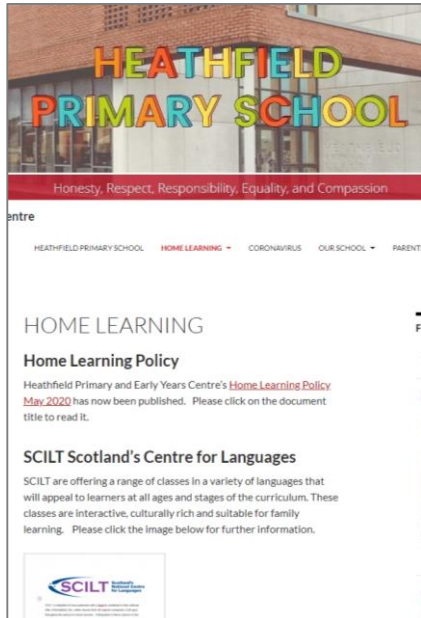 HEATHFIELD
PRIMARY SCHOOL
Honesty, Respect, Responsibility, Equality, and Compassion
entre
HEATHFIELD PRIMARY SCHOOL HOME LEARNING CORONAVIRUS OUR SCHOOL PARENT
HOME LEARNING
F
Home Learning Policy
Heathfield Primary and Early Years Centre's Home Learning Policy
May 2020 has now been published. Please click on the document
title to read it.
SCILT Scotland's Centre for Languages
SCILT are offering a range of classes in a variety of languages that
will appeal to learners at all ages and stages of the curriculum. These
classes are interactive, culturally rich and suitable for family
learning. Please click the image below for further information.
SCILT Scotland's
National Centre
for Languages